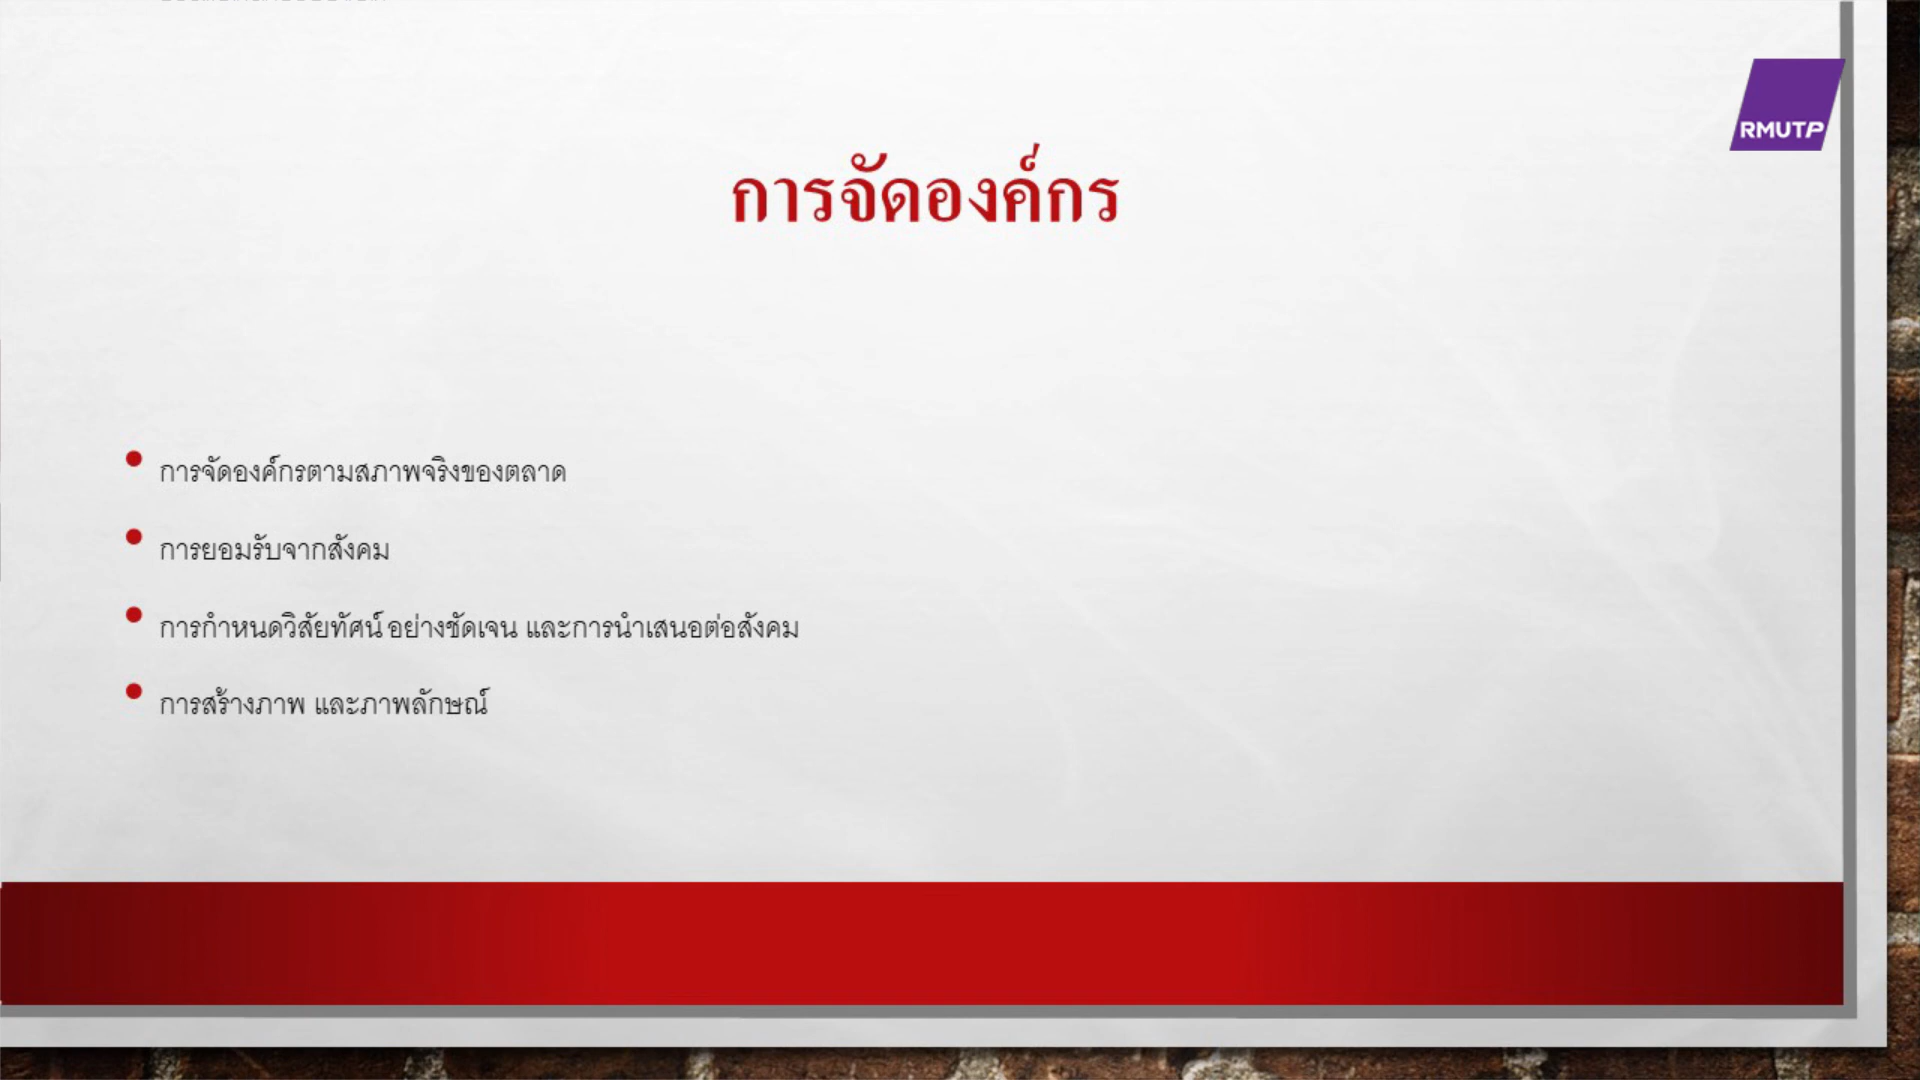 RMUTP
การจัดองค์กร
การจัดองค์กรตามสภาพจริงของตลาด
การยอมรับจากสังคม
การกำหนดวิสัยทัศน์ อย่างชัดเจน และการนำเสนอต่อสังคม
การสร้างภาพ และภาพลักษณ์